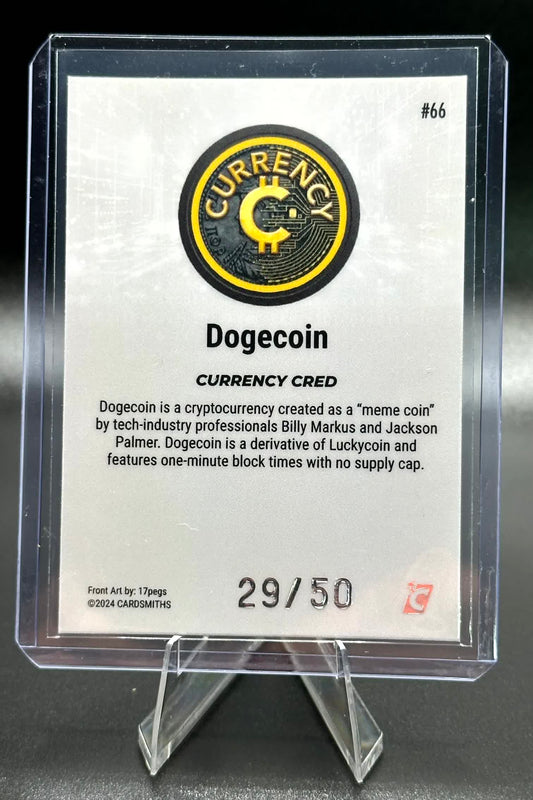 #66
CURRENCY
Dogecoin
CURRENCY CRED
Dogecoin is a cryptocurrency created as a “meme coin”
by tech-industry professionals Billy Markus and Jackson
Palmer. Dogecoin is a derivative of Luckycoin and
features one-minute block times with no supply cap.
Front Art by: 17pegs
©2024 CARDSMITHS
29/50